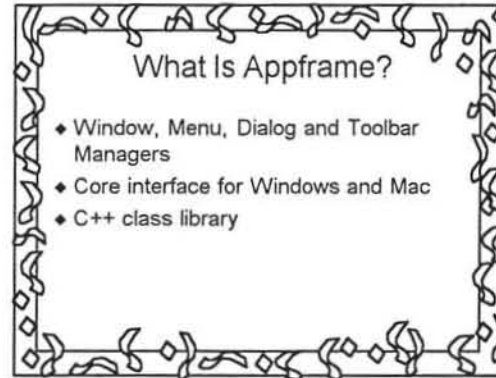 What Is Appframe?
◆ Window, Menu, Dialog and Toolbar
Managers
◆ Core interface for Windows and Mac
◆ C++ class library